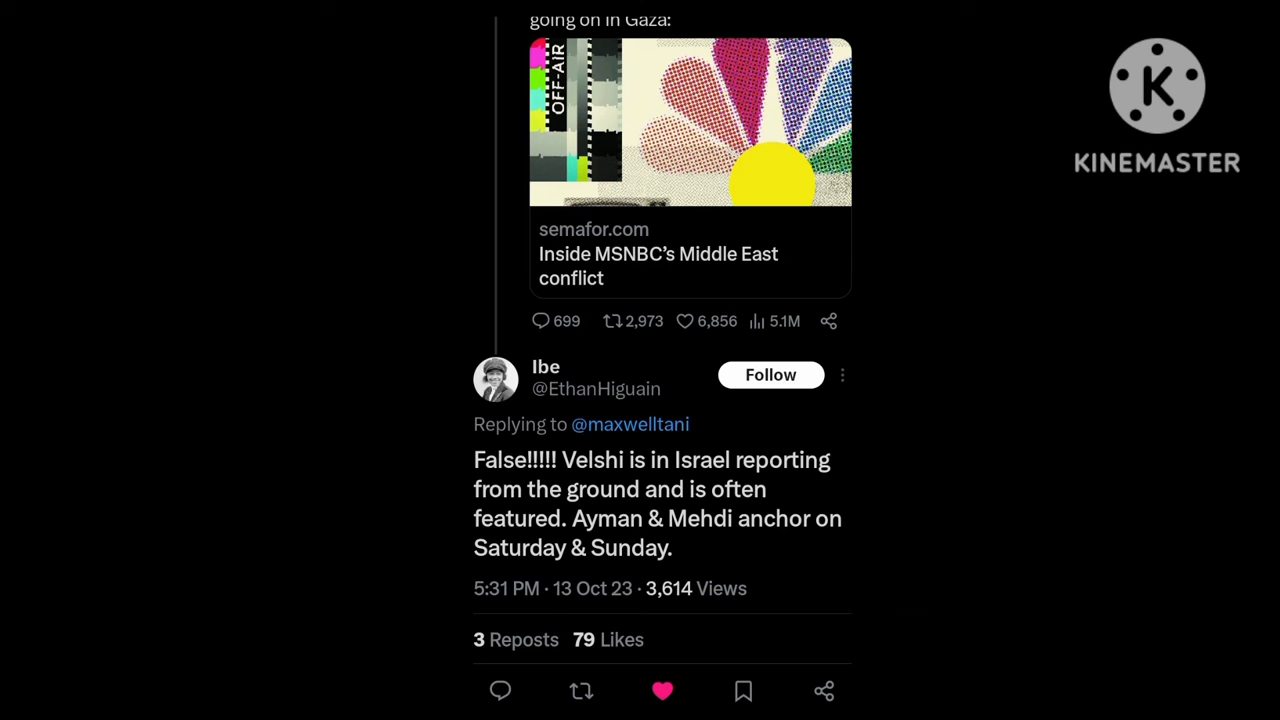 going on in Gaza:
OFF-AIR
K
KINEMASTER
semafor.com
Inside MSNBC's Middle East
conflict
699 2,973 6,856 5.1M
Ibe
@EthanHiguain
Follow
Replying to @maxwelltani
False!!!!! Velshi is in Israel reporting
from the ground and is often
featured. Ayman & Mehdi anchor on
Saturday & Sunday.
5:31 PM · 13 Oct 23 · 3,614 Views
3 Reposts 79 Likes